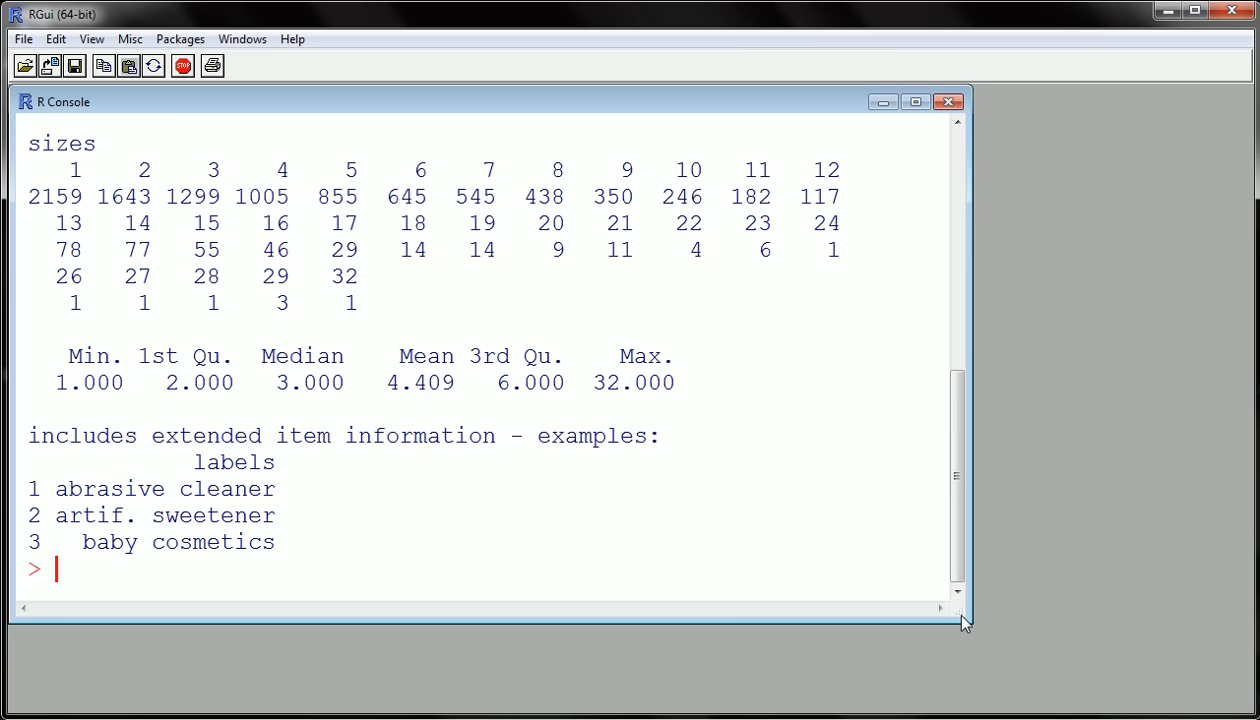 RGui (64-bit)
File Edit View Misc Packages Windows Help
STOP
R Console
sizes
1 2 3 4 5 6 7 8 9 10 11 12
2159 1643 1299 1005 855 645 545 438 350 246 182 117
13 14 15 16 17 18 19 20 21 22 23 24
78 77 55 46 29 14 14 9 11 4 6 1
26 27 28 29 32
1 1 1 3 1
Min. 1st Qu. Median Mean 3rd Qu. Max.
1.000 2.000 3.000 4.409 6.000 32.000
includes extended item information - examples:
labels
1 abrasive cleaner
2 artif. sweetener
3 baby cosmetics
>